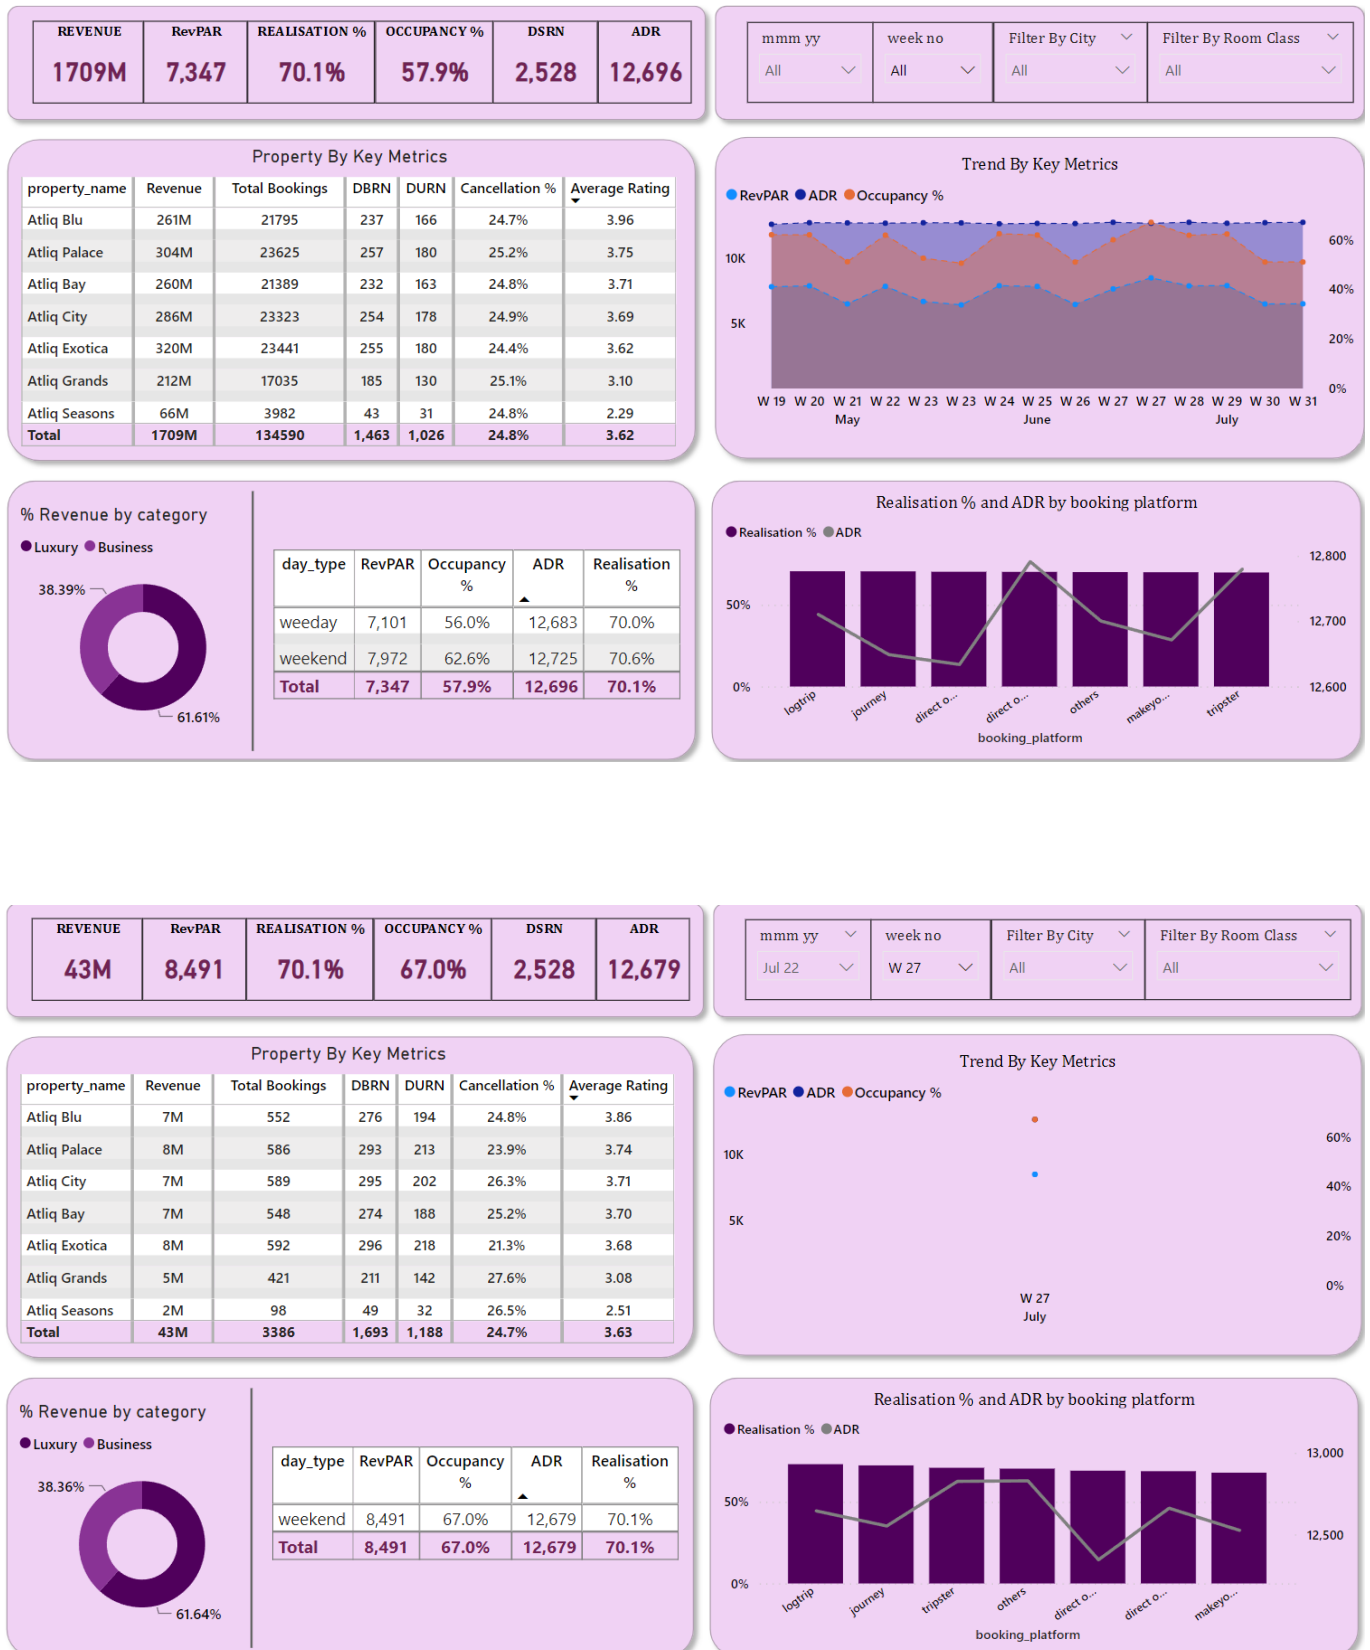 REVENUE RevPAR REALISATION % OCCUPANCY % DSRN ADR
1709M 7,347 70.1% 57.9% 2,528 12,696
mmm yy week no Filter By City Filter By Room Class
All All All All
Property By Key Metrics
property_name Revenue Total Bookings DBRN DURN Cancellation % Average Rating
Atliq Blu 261M 21795 237 166 24.7% 3.96
Atliq Palace 304M 23625 257 180 25.2% 3.75
Atliq Bay 260M 21389 232 163 24.8% 3.71
Atliq City 286M 23323 254 178 24.9% 3.69
Atliq Exotica 320M 23441 255 180 24.4% 3.62
Atliq Grands 212M 17035 185 130 25.1% 3.10
Atliq Seasons 66M 3982 43 31 24.8% 2.29
Total 1709M 134590 1,463 1,026 24.8% 3.62
Trend By Key Metrics
RevPAR ADR Occupancy %
10K
5K
60%
40%
20%
0%
W 19 W 20 W 21 W 22 W 23 W 23 W 24 W 25 W 26 W 27 W 27 W 28 W 29 W 30 W 31
May June July
% Revenue by category
Luxury Business
38.39%
61.61%
day_type RevPAR Occupancy % ADR Realisation %
weeday 7,101 56.0% 12,683 70.0%
weekend 7,972 62.6% 12,725 70.6%
Total 7,347 57.9% 12,696 70.1%
Realisation % and ADR by booking platform
Realisation % ADR
50%
0%
12,800
12,700
12,600
logtrip journey direct o... direct o... others makeyo... tripster
booking_platform
REVENUE RevPAR REALISATION % OCCUPANCY % DSRN ADR
43M 8,491 70.1% 67.0% 2,528 12,679
mmm yy week no Filter By City Filter By Room Class
Jul 22 W 27 All All
Property By Key Metrics
property_name Revenue Total Bookings DBRN DURN Cancellation % Average Rating
Atliq Blu 7M 552 276 194 24.8% 3.86
Atliq Palace 8M 586 293 213 23.9% 3.74
Atliq City 7M 589 295 202 26.3% 3.71
Atliq Bay 7M 548 274 188 25.2% 3.70
Atliq Exotica 8M 592 296 218 21.3% 3.68
Atliq Grands 5M 421 211 142 27.6% 3.08
Atliq Seasons 2M 98 49 32 26.5% 2.51
Total 43M 3386 1,693 1,188 24.7% 3.63
Trend By Key Metrics
RevPAR ADR Occupancy %
10K
5K
60%
40%
20%
0%
W 27
July
% Revenue by category
Luxury Business
38.36%
61.64%
day_type RevPAR Occupancy % ADR Realisation %
weekend 8,491 67.0% 12,679 70.1%
Total 8,491 67.0% 12,679 70.1%
Realisation % and ADR by booking platform
Realisation % ADR
50%
0%
13,000
12,500
logtrip journey tripster others direct o... direct o... makeyo...
booking_platform